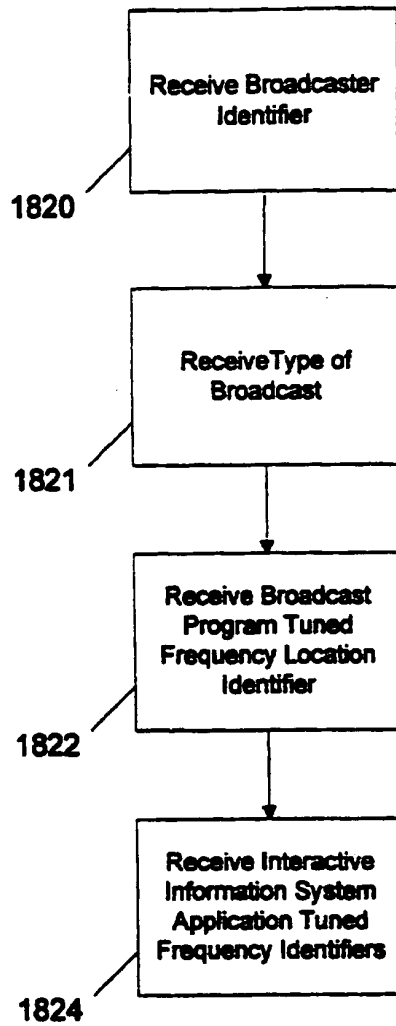 Receive Broadcaster
Identifier
1820
ReceiveType of
Broadcast
1821
Receive Broadcast
Program Tuned
Frequency Location
Identifier
1822
Receive Interactive
Information System
Application Tuned
Frequency Identifiers
1824